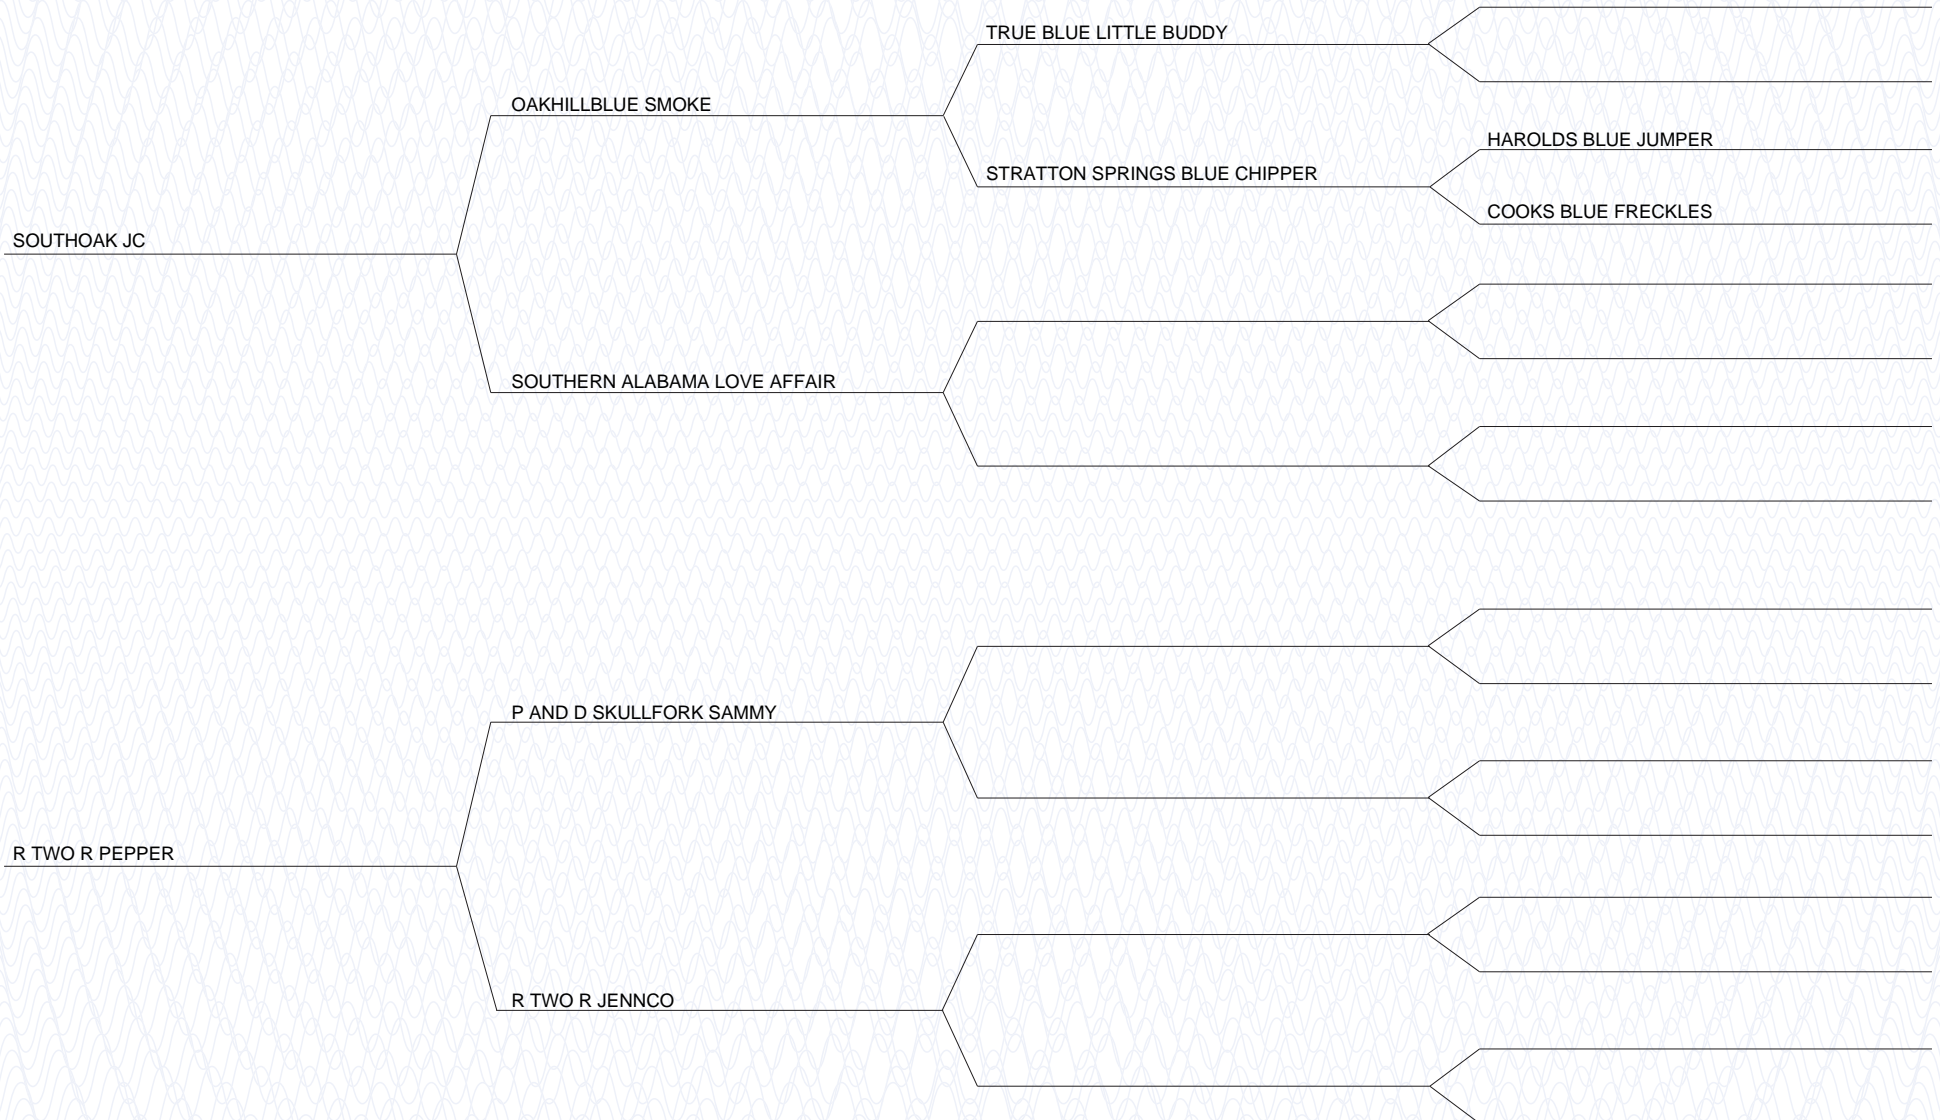 TRUE BLUE LITTLE BUDDY
OAKHILLBLUE SMOKE
HAROLDS BLUE JUMPER
STRATTON SPRINGS BLUE CHIPPER
COOKS BLUE FRECKLES
SOUTHOAK JC
SOUTHERN ALABAMA LOVE AFFAIR
P AND D SKULLFORK SAMMY
R TWO R PEPPER
R TWO R JENNCO